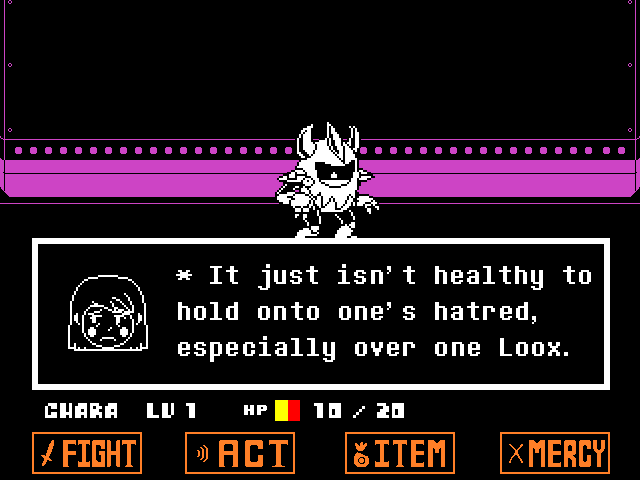 * It just isn't healthy to
hold onto one's hatred,
especially over one Loox.
CHARA LV 1 HP 10 / 20
FIGHT ACT ITEM MERCY